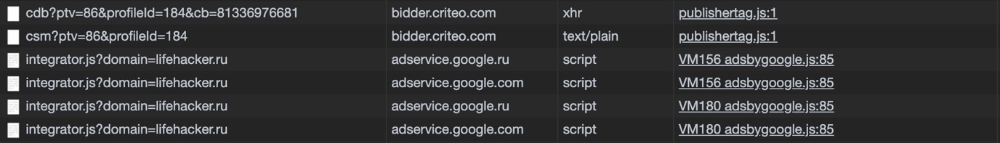 cdb?ptv=86&profileId=184&cb=81336976681 bidder.criteo.com xhr publishertag.js:1
csm?ptv=86&profileId=184 bidder.criteo.com text/plain publishertag.js:1
integrator.js?domain=lifehacker.ru adservice.google.ru script VM156 adsbygoogle.js:85
integrator.js?domain=lifehacker.ru adservice.google.com script VM156 adsbygoogle.js:85
integrator.js?domain=lifehacker.ru adservice.google.ru script VM180 adsbygoogle.js:85
integrator.js?domain=lifehacker.ru adservice.google.com script VM180 adsbygoogle.js:85